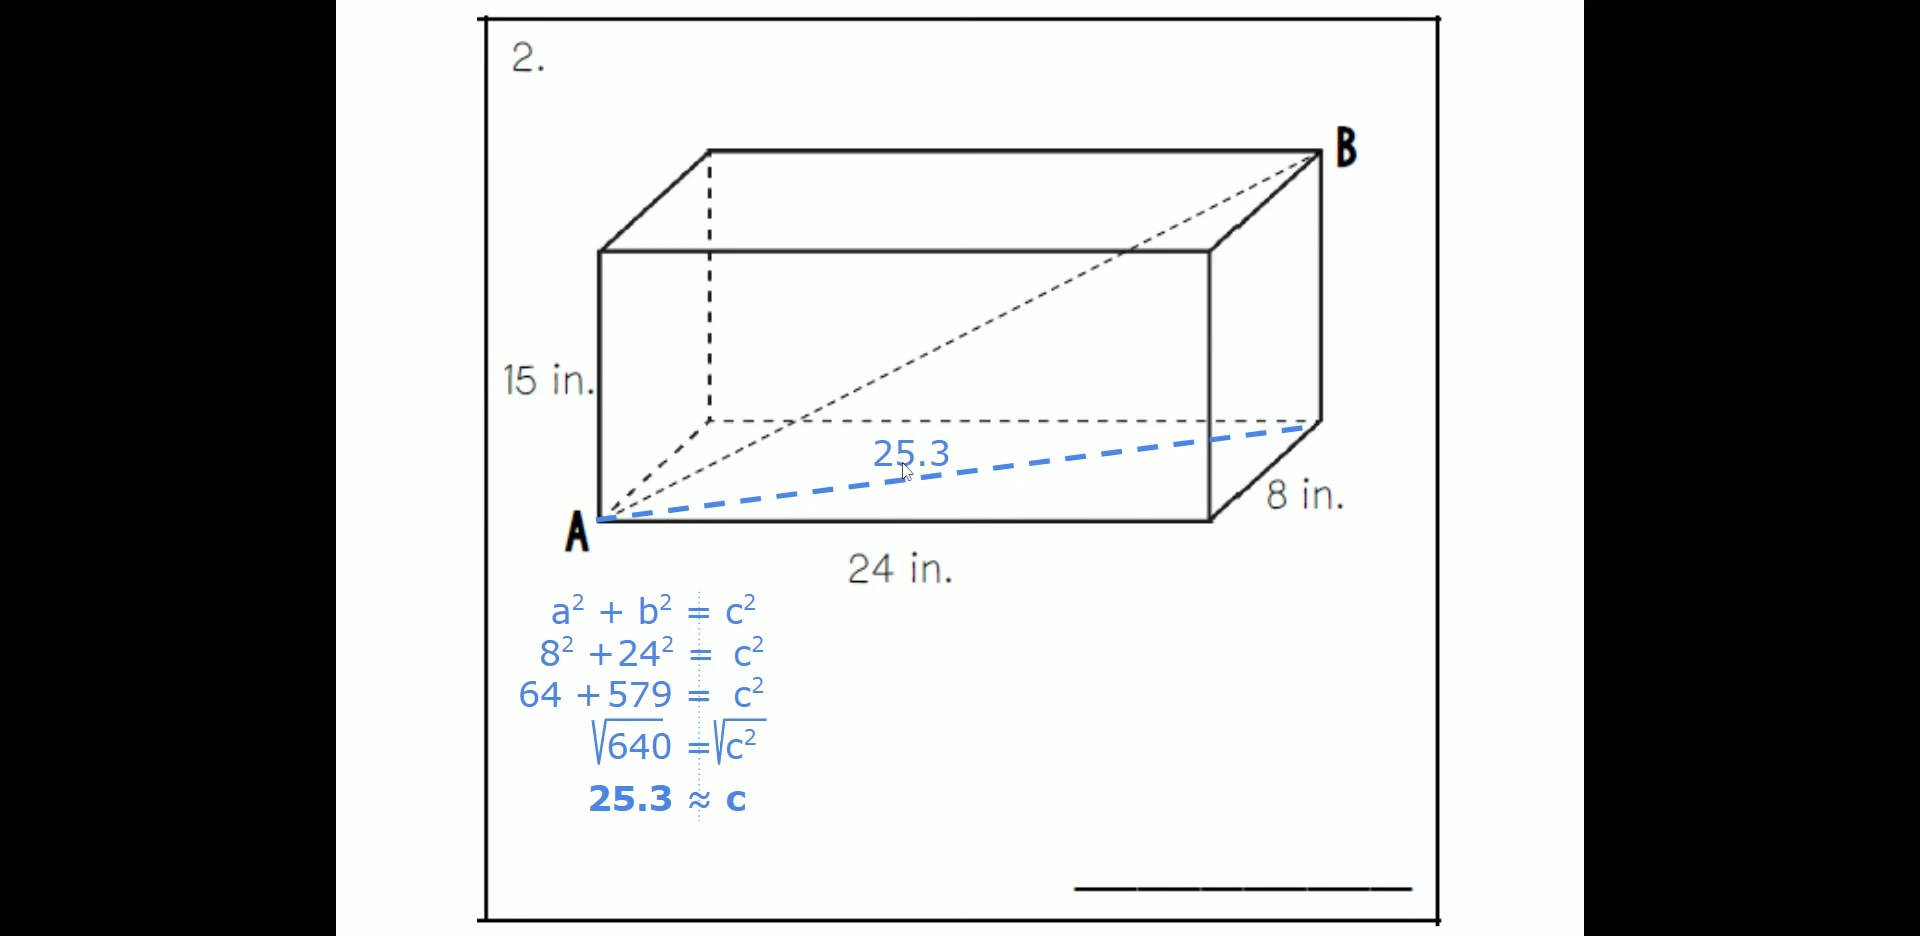 2.
B
15 in.
25.3
8 in.
A
24 in.
a² + b² = c²
8² + 24² = c²
64 + 579 = c²
√640 = √c²
25.3 ≈ c